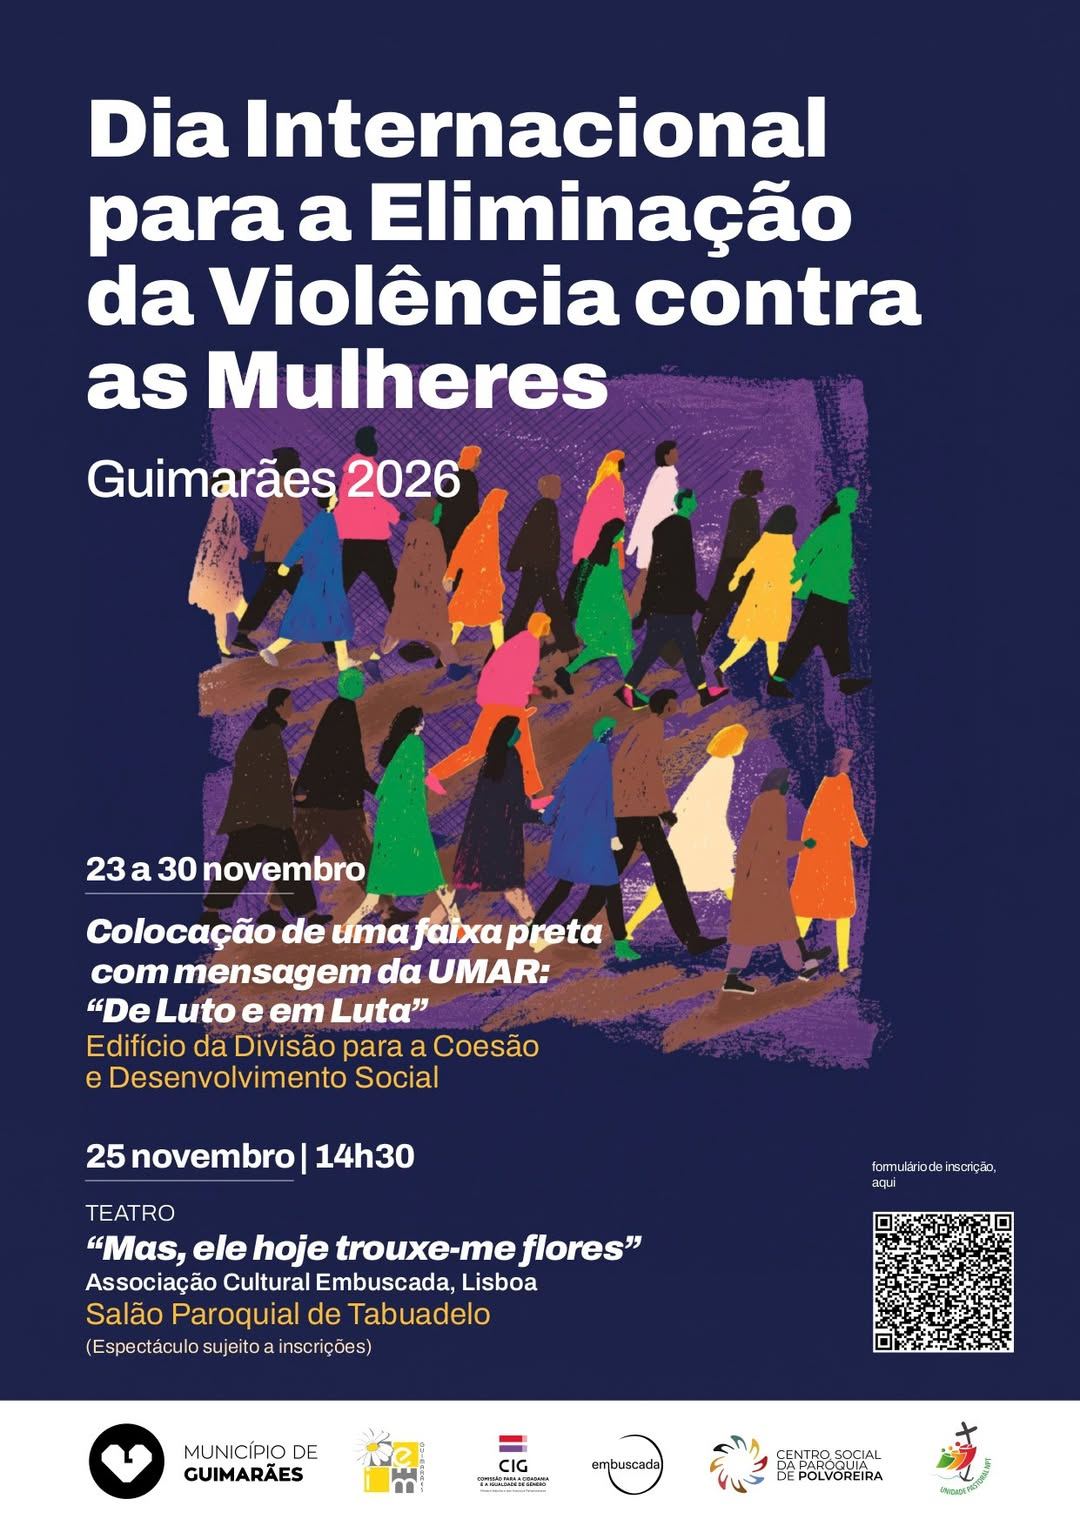 Dia Internacional
para a Eliminação
da Violência contra
as Mulheres
Guimarães 2026
23 a 30 novembro
Colocação de uma faixa preta
com mensagem da UMAR:
“De Luto e em Luta”
Edifício da Divisão para a Coesão
e Desenvolvimento Social
25 novembro | 14h30
TEATRO
“Mas, ele hoje trouxe-me flores”
Associação Cultural Embuscada, Lisboa
Salão Paroquial de Tabuadelo
(Espectáculo sujeito a inscrições)
formulário de inscrição,
aqui
MUNICÍPIO DE
GUIMARÃES
GUIMARÃES
CIG
COMISSÃO PARA A CIDADANIA
E A IGUALDADE DE GÉNERO
embuscada
CENTRO SOCIAL
DA PARÓQUIA
DE POLVOREIRA
UNIDADE PASTORAL NPT